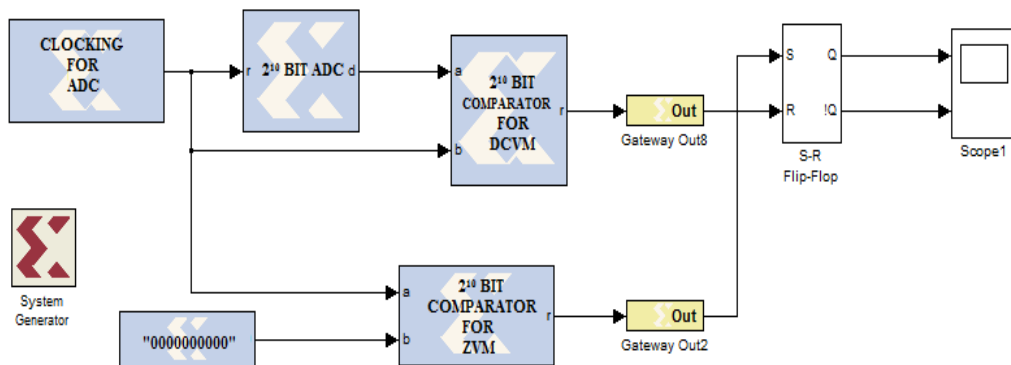 CLOCKING
FOR
ADC
r
2¹⁰ BIT ADC
d
a
b
2¹⁰ BIT
COMPARATOR
FOR
DCVM
r
Out
Gateway Out8
S
R
Q
!Q
S-R
Flip-Flop
Scope1
System
Generator
"0000000000"
a
b
2¹⁰ BIT
COMPARATOR
FOR
ZVM
r
Out
Gateway Out2